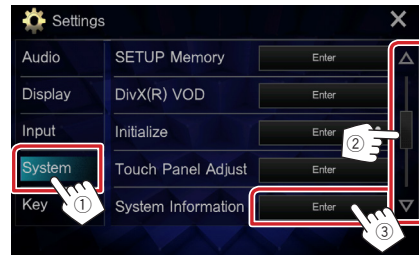 Settings
Audio SETUP Memory Enter
Display DivX(R) VOD Enter
Input Initialize Enter
②
System Touch Panel Adjust Enter
Key System Information Enter
①
③